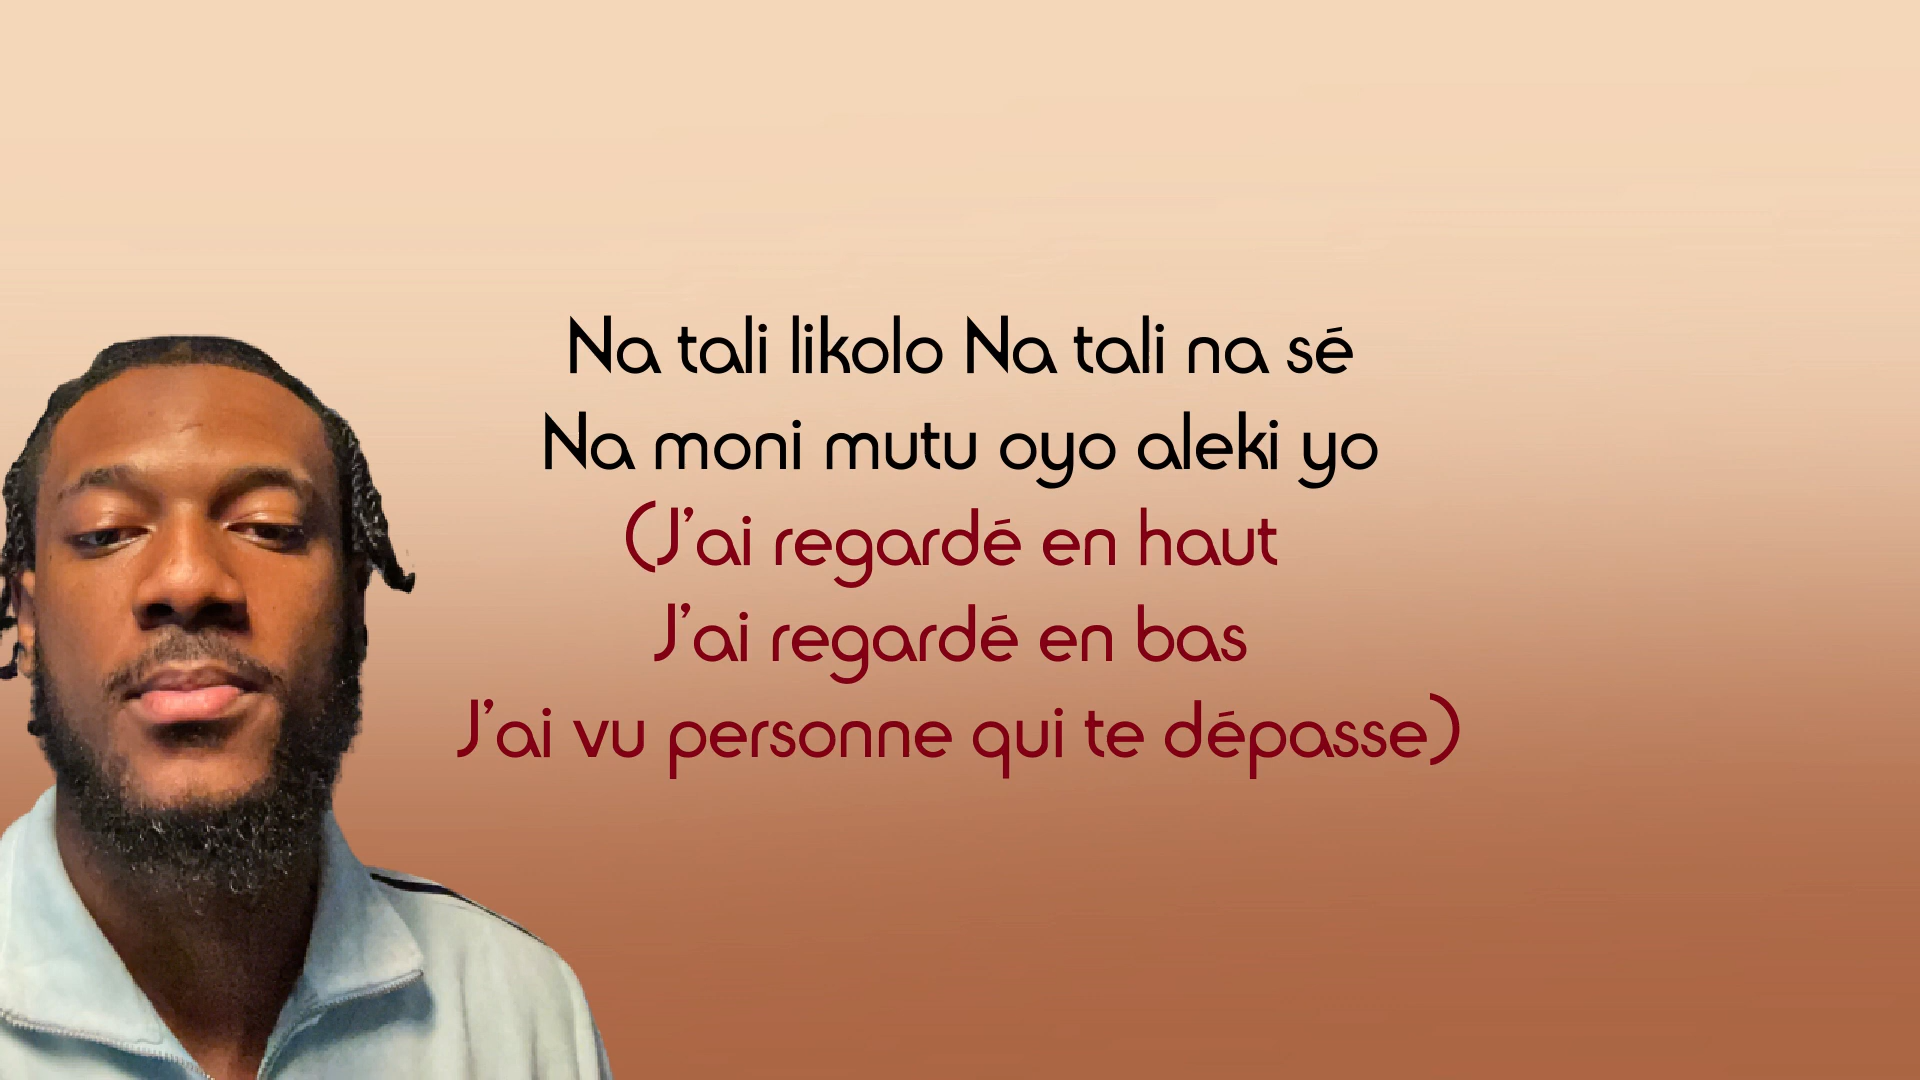 Na tali likolo Na tali na sé
Na moni mutu oyo aleki yo
(J'ai regardé en haut
J'ai regardé en bas
J'ai vu personne qui te dépasse)